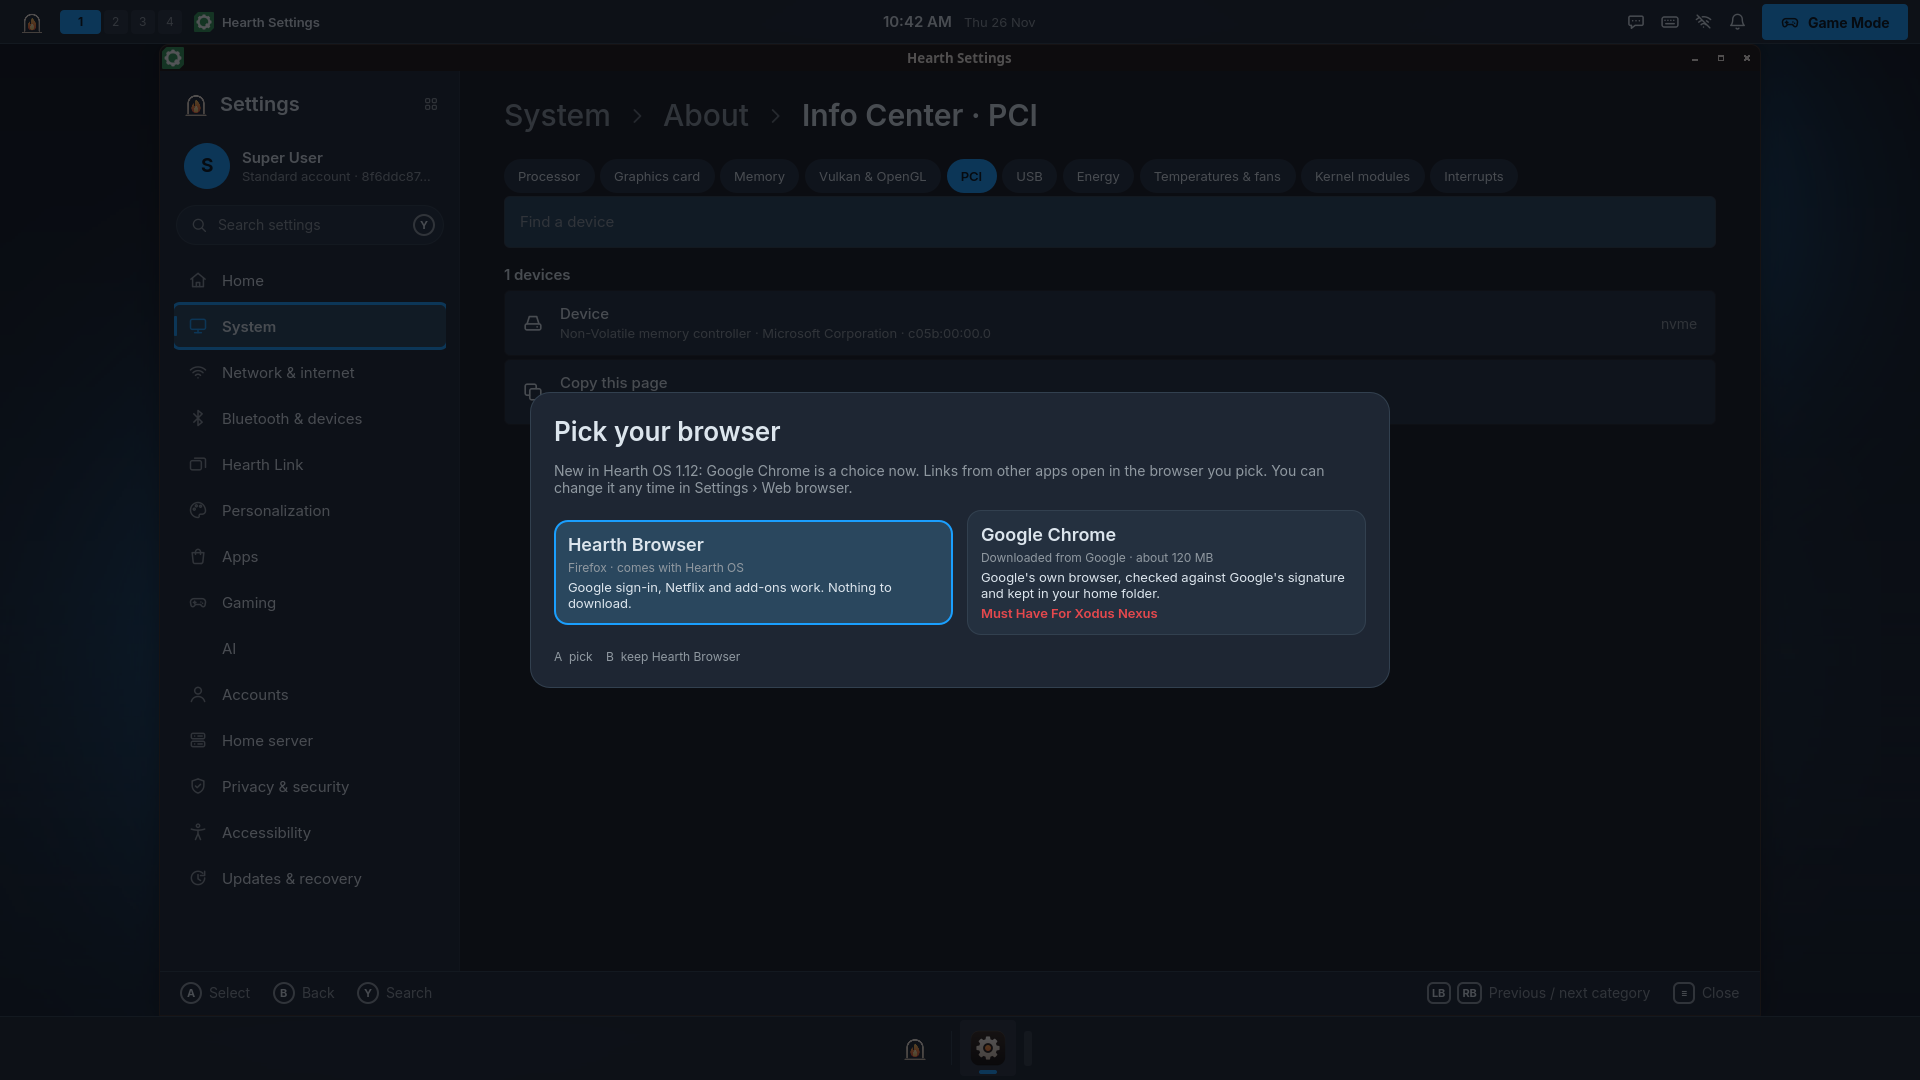 1 2 3 4 Hearth Settings
10:42 AM Thu 26 Nov
Game Mode
Hearth Settings
Settings
S
Super User
Standard account · 8f6ddc87...
Search settings Y
Home
System
Network & internet
Bluetooth & devices
Hearth Link
Personalization
Apps
Gaming
AI
Accounts
Home server
Privacy & security
Accessibility
Updates & recovery
System > About > Info Center · PCI
Processor Graphics card Memory Vulkan & OpenGL PCI USB Energy Temperatures & fans Kernel modules Interrupts
Find a device
1 devices
Device
Non-Volatile memory controller · Microsoft Corporation · c05b:00:00.0
nvme
Copy this page
Pick your browser
New in Hearth OS 1.12: Google Chrome is a choice now. Links from other apps open in the browser you pick. You can
change it any time in Settings › Web browser.
Hearth Browser
Firefox · comes with Hearth OS
Google sign-in, Netflix and add-ons work. Nothing to
download.
Google Chrome
Downloaded from Google · about 120 MB
Google's own browser, checked against Google's signature
and kept in your home folder.
Must Have For Xodus Nexus
A pick B keep Hearth Browser
A Select B Back Y Search
LB RB Previous / next category ≡ Close